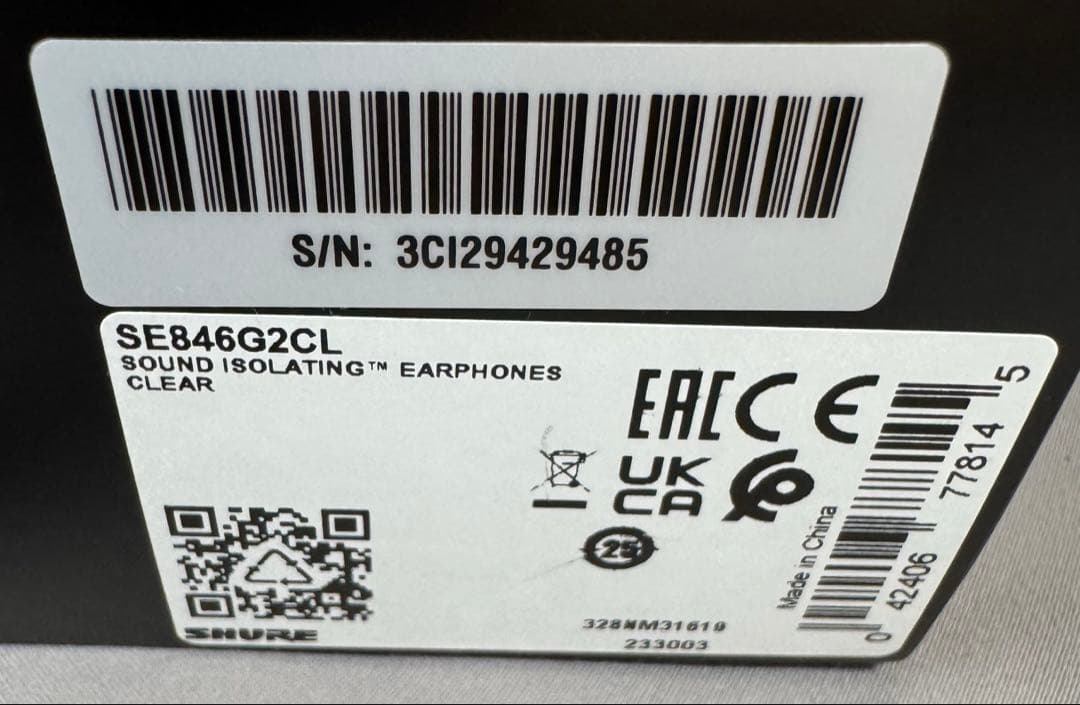 S/N: 3CI29429485
SE846G2CL
SOUND ISOLATING™ EARPHONES
CLEAR
EAC CE
UK
CA
25
SHURE
328NM31619
233003
Made in China
0 42406 77814 5